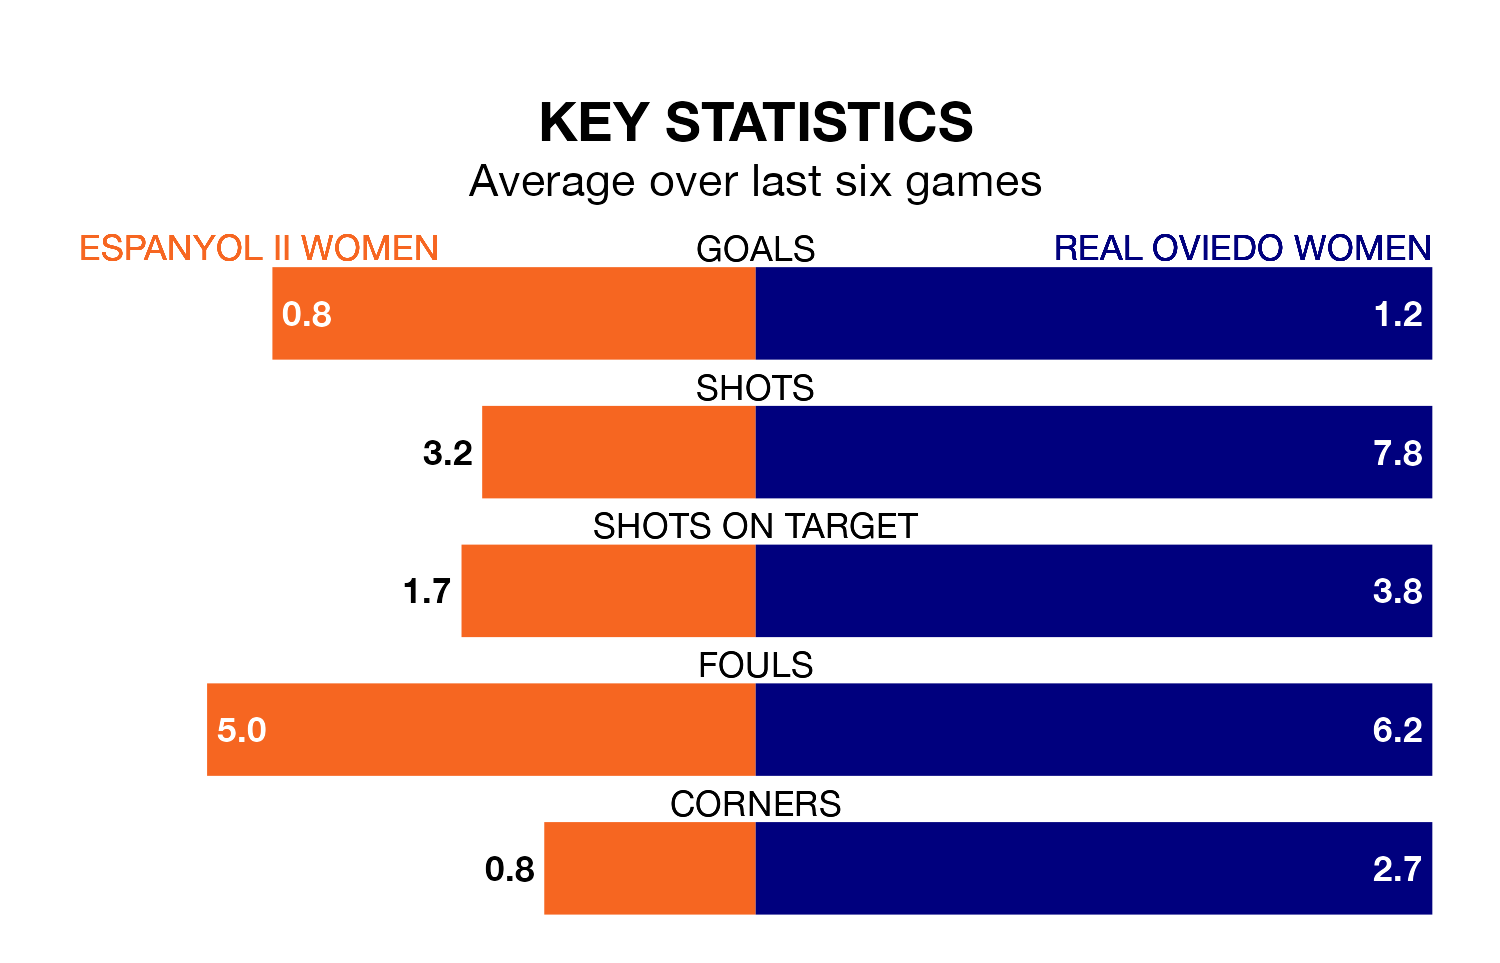 KEY STATISTICS
Average over last six games
ESPANYOL II WOMEN GOALS REAL OVIEDO WOMEN
0.8 1.2
SHOTS
3.2 7.8
SHOTS ON TARGET
1.7 3.8
FOULS
5.0 6.2
CORNERS
0.8 2.7